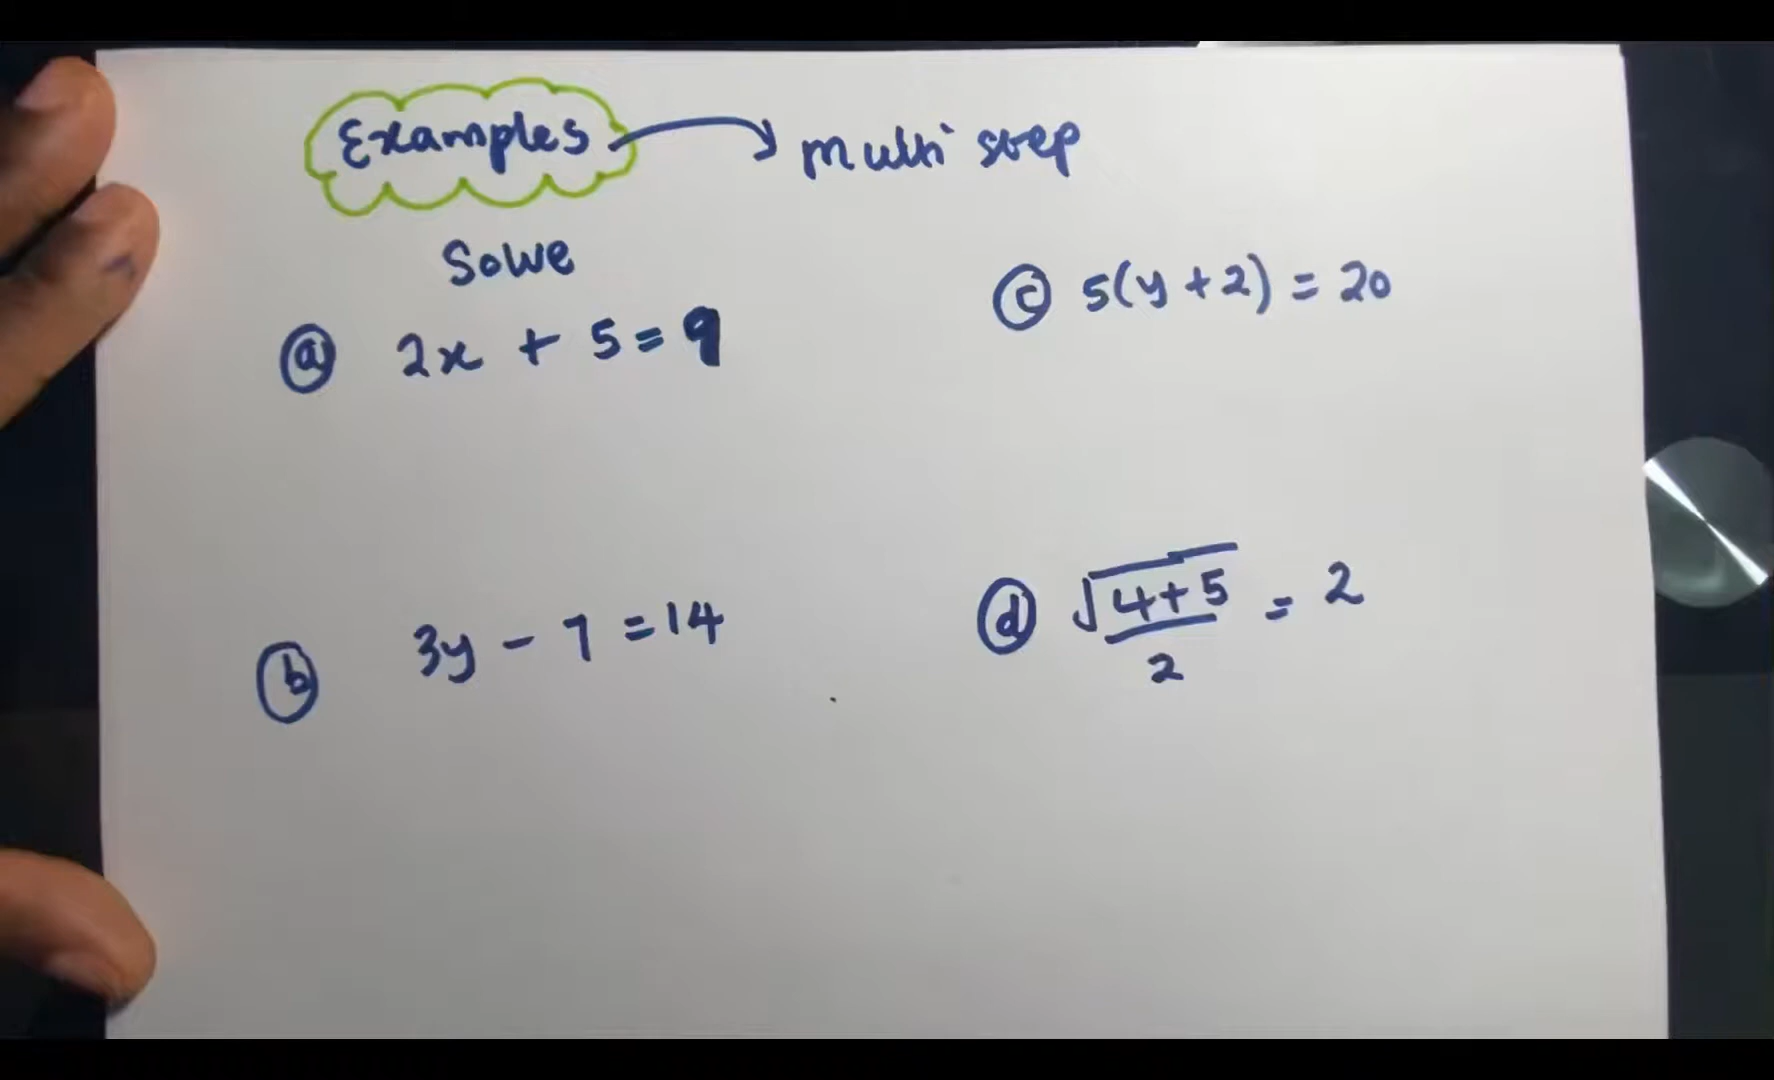 Examples → multi step
Solve
ⓐ 2x + 5 = 9
ⓑ 3y - 7 = 14
ⓒ 5(y + 2) = 20
ⓓ √(4+5)/2 = 2